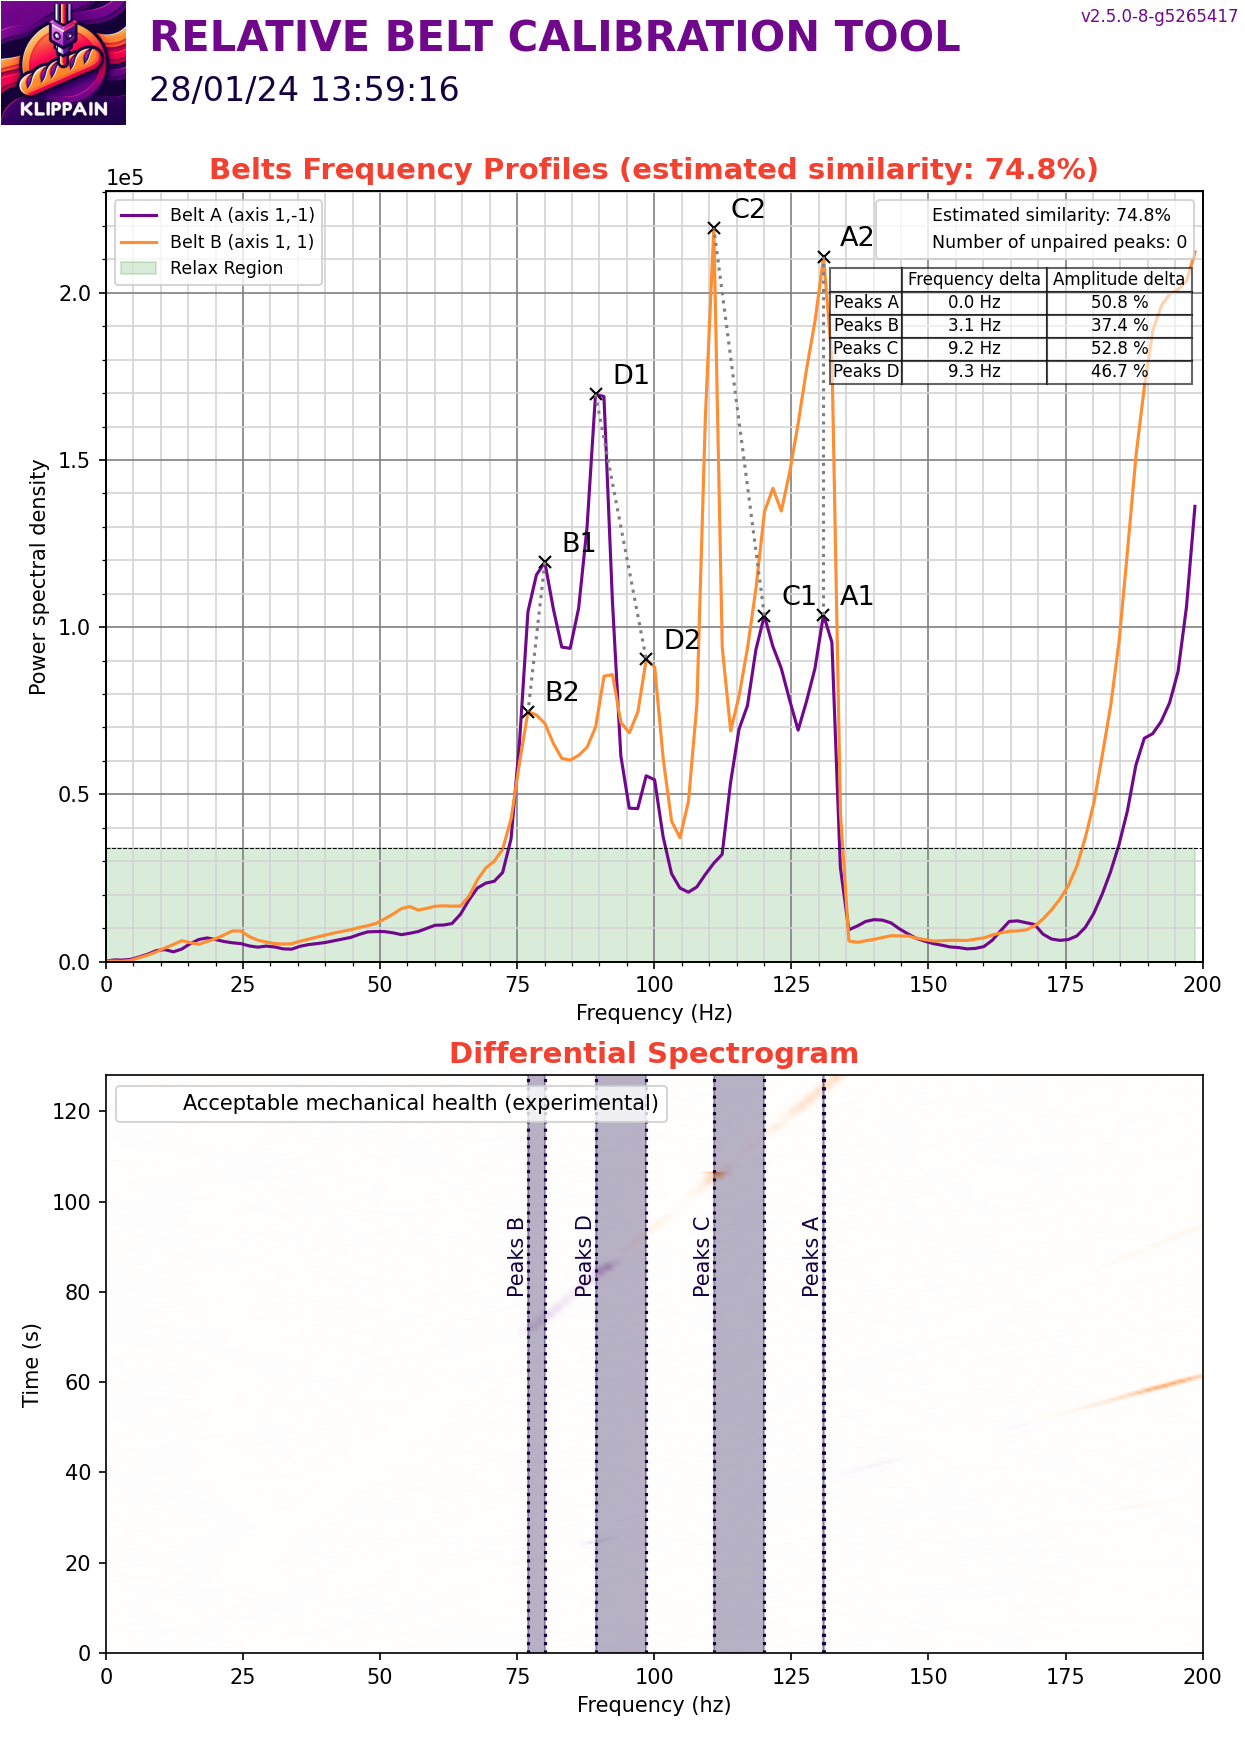 v2.5.0-8-g5265417
RELATIVE BELT CALIBRATION TOOL
28/01/24 13:59:16
KLIPPAIN
Belts Frequency Profiles (estimated similarity: 74.8%)
1e5
Belt A (axis 1,-1)
Belt B (axis 1, 1)
Relax Region
Estimated similarity: 74.8%
Number of unpaired peaks: 0
Frequency delta Amplitude delta
Peaks A 0.0 Hz 50.8 %
Peaks B 3.1 Hz 37.4 %
Peaks C 9.2 Hz 52.8 %
Peaks D 9.3 Hz 46.7 %
C2
A2
D1
B1
C1
A1
D2
B2
Power spectral density
2.0
1.5
1.0
0.5
0.0
0 25 50 75 100 125 150 175 200
Frequency (Hz)
Differential Spectrogram
Acceptable mechanical health (experimental)
Peaks B
Peaks D
Peaks C
Peaks A
Time (s)
120
100
80
60
40
20
0
0 25 50 75 100 125 150 175 200
Frequency (hz)